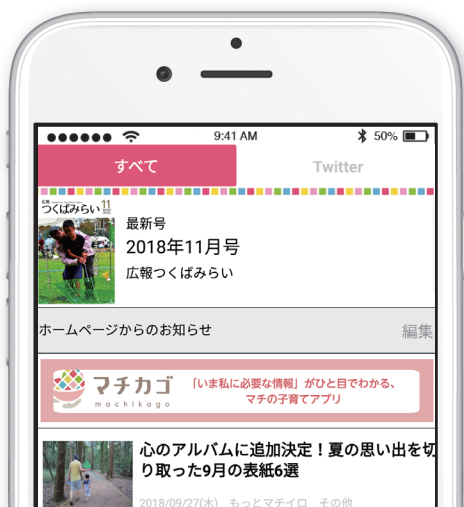 9:41 AM
50%
すべて
Twitter
広報
つくばみらい 11
最新号
2018年11月号
広報つくばみらい
ホームページからのお知らせ
編集
マチカゴ
machikago
「いま私に必要な情報」がひと目でわかる、
マチの子育てアプリ
心のアルバムに追加決定！夏の思い出を切
り取った9月の表紙6選
2018/09/27(木) もっとマチイロ その他